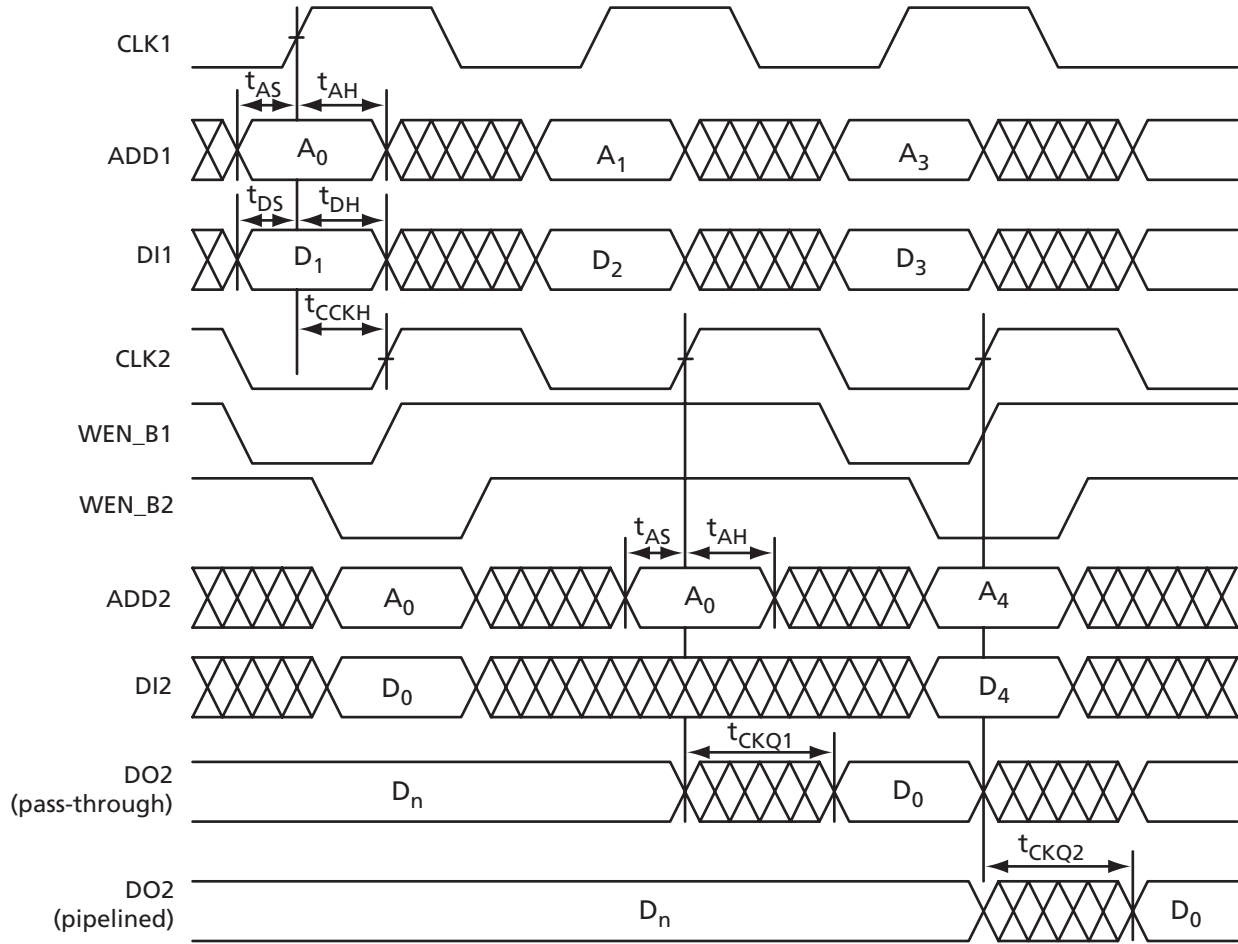 CLK1
t_AS t_AH
ADD1 A_0 A_1 A_3
t_DS t_DH
DI1 D_1 D_2 D_3
t_CCKH
CLK2
WEN_B1
WEN_B2
t_AS t_AH
ADD2 A_0 A_0 A_4
DI2 D_0 D_4
t_CKQ1
DO2
(pass-through) D_n D_0
t_CKQ2
DO2
(pipelined) D_n D_0